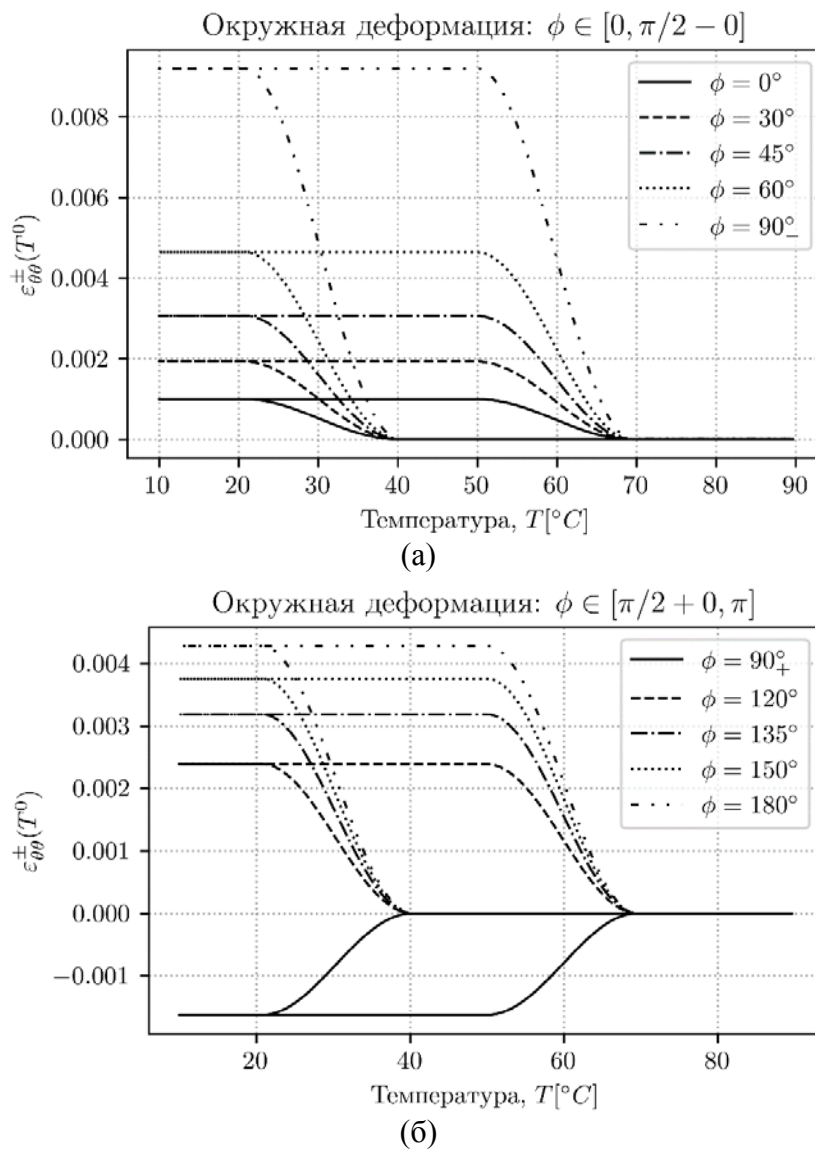 Окружная деформация: ϕ ∈ [0, π/2 − 0]
ε±θθ(T⁰)
0.008
0.006
0.004
0.002
0.000
ϕ = 0°
ϕ = 30°
ϕ = 45°
ϕ = 60°
ϕ = 90°₋
10 20 30 40 50 60 70 80 90
Температура, T[°C]
(а)
Окружная деформация: ϕ ∈ [π/2 + 0, π]
ε±θθ(T⁰)
0.004
0.003
0.002
0.001
0.000
−0.001
ϕ = 90°₊
ϕ = 120°
ϕ = 135°
ϕ = 150°
ϕ = 180°
20 40 60 80
Температура, T[°C]
(б)